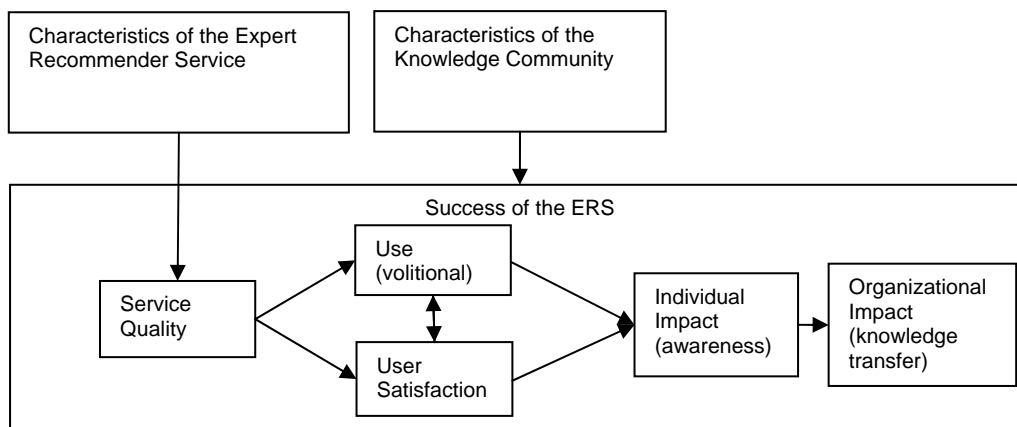 Characteristics of the Expert
Recommender Service
Characteristics of the
Knowledge Community
Success of the ERS
Use
(volitional)
Service
Quality
User
Satisfaction
Individual
Impact
(awareness)
Organizational
Impact
(knowledge
transfer)